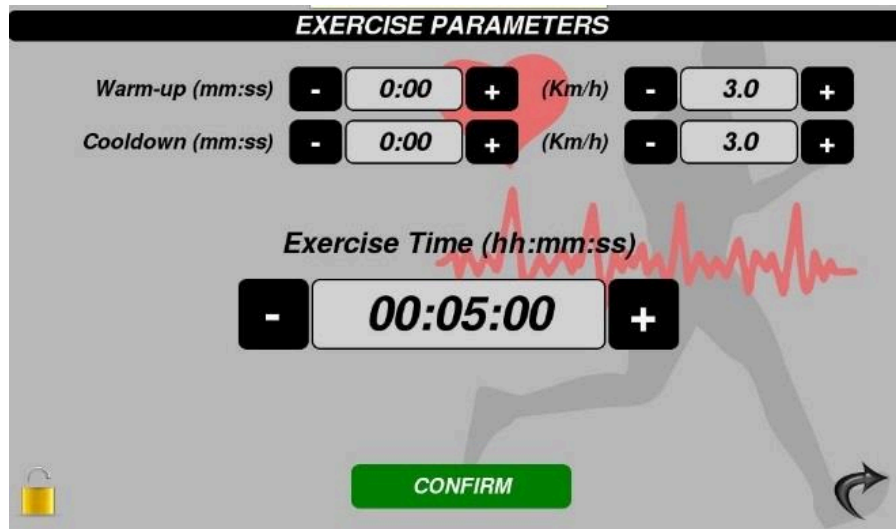 EXERCISE PARAMETERS
Warm-up (mm:ss) - 0:00 + (Km/h) - 3.0 +
Cooldown (mm:ss) - 0:00 + (Km/h) - 3.0 +
Exercise Time (hh:mm:ss)
- 00:05:00 +
CONFIRM